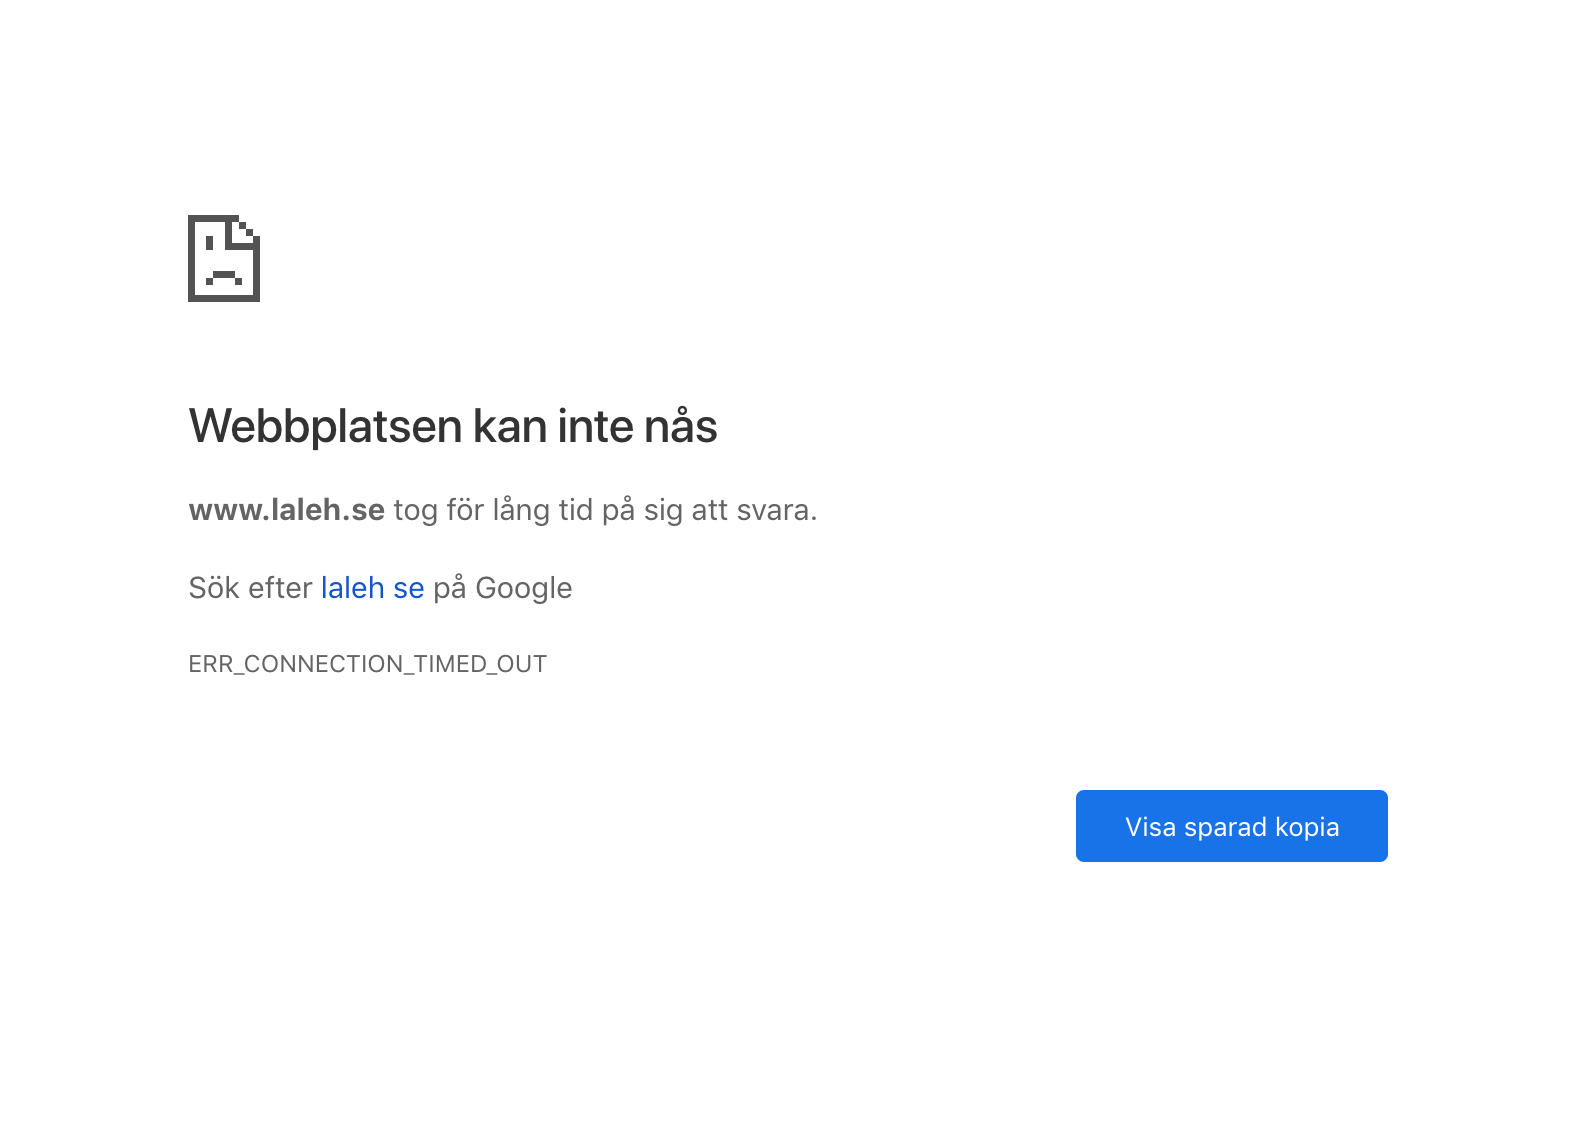 Webbplatsen kan inte nås
www.laleh.se tog för lång tid på sig att svara.
Sök efter laleh se på Google
ERR_CONNECTION_TIMED_OUT
Visa sparad kopia